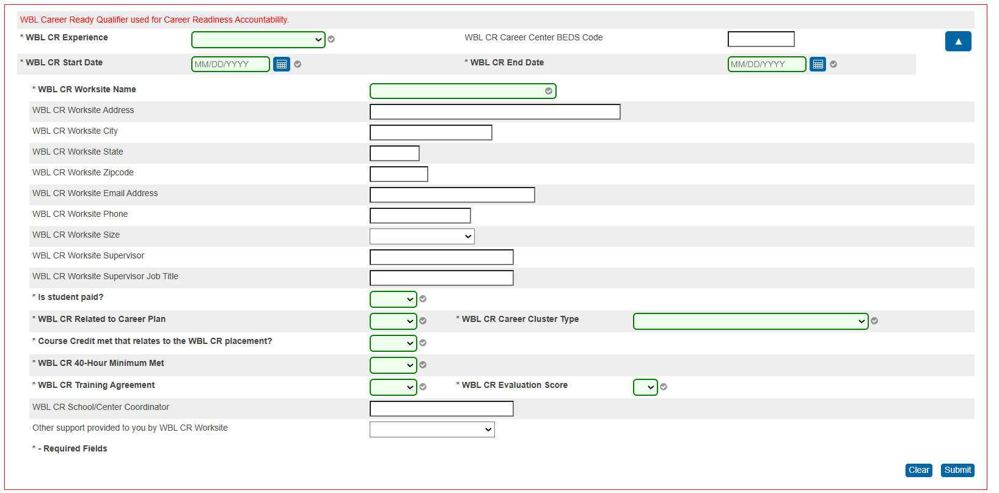 WBL Career Ready Qualifier used for Career Readiness Accountability.
* WBL CR Experience WBL CR Career Center BEDS Code
* WBL CR Start Date MM/DD/YYYY * WBL CR End Date MM/DD/YYYY
* WBL CR Worksite Name
WBL CR Worksite Address
WBL CR Worksite City
WBL CR Worksite State
WBL CR Worksite Zipcode
WBL CR Worksite Email Address
WBL CR Worksite Phone
WBL CR Worksite Size
WBL CR Worksite Supervisor
WBL CR Worksite Supervisor Job Title
* Is student paid?
* WBL CR Related to Career Plan * WBL CR Career Cluster Type
* Course Credit met that relates to the WBL CR placement?
* WBL CR 40-Hour Minimum Met
* WBL CR Training Agreement * WBL CR Evaluation Score
WBL CR School/Center Coordinator
Other support provided to you by WBL CR Worksite
* - Required Fields
Clear Submit